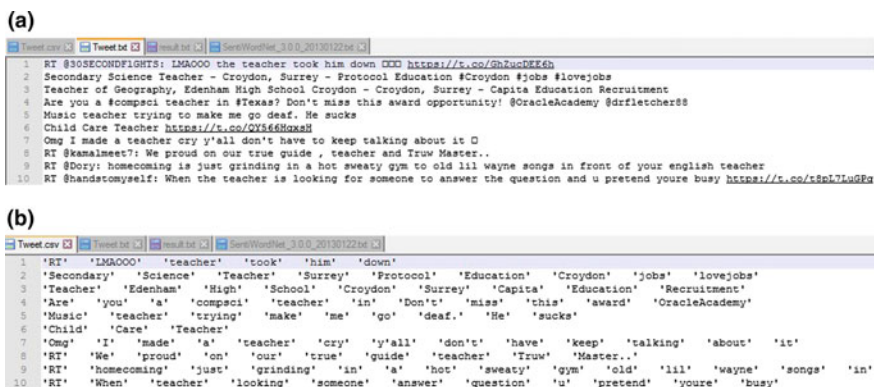 (a)
Tweet.csv Tweet.txt result.txt SentiWordNet_3.0.0_20130122.txt
1 RT @30SECONDFIGHTS: LMAOOO the teacher took him down □□□ https://t.co/GhZucDEE6h
2 Secondary Science Teacher - Croydon, Surrey - Protocol Education #Croydon #jobs #lovejobs
3 Teacher of Geography, Edenham High School Croydon - Croydon, Surrey - Capita Education Recruitment
4 Are you a #compsci teacher in #Texas? Don't miss this award opportunity! @OracleAcademy @drfletcher88
5 Music teacher trying to make me go deaf. He sucks
6 Child Care Teacher https://t.co/QY566HqxsH
7 Omg I made a teacher cry y'all don't have to keep talking about it □
8 RT @kamalmeet7: We proud on our true guide , teacher and Truw Master..
9 RT @Dory: homecoming is just grinding in a hot sweaty gym to old lil wayne songs in front of your english teacher
10 RT @handstomyself: When the teacher is looking for someone to answer the question and u pretend youre busy https://t.co/t8pL7LuGPq
(b)
Tweet.csv Tweet.txt result.txt SentiWordNet_3.0.0_20130122.txt
1 'RT' 'LMAOOO' 'teacher' 'took' 'him' 'down'
2 'Secondary' 'Science' 'Teacher' 'Surrey' 'Protocol' 'Education' 'Croydon' 'jobs' 'lovejobs'
3 'Teacher' 'Edenham' 'High' 'School' 'Croydon' 'Surrey' 'Capita' 'Education' 'Recruitment'
4 'Are' 'you' 'a' 'compsci' 'teacher' 'in' 'Don't' 'miss' 'this' 'award' 'OracleAcademy'
5 'Music' 'teacher' 'trying' 'make' 'me' 'go' 'deaf.' 'He' 'sucks'
6 'Child' 'Care' 'Teacher'
7 'Omg' 'I' 'made' 'a' 'teacher' 'cry' 'y'all' 'don't' 'have' 'keep' 'talking' 'about' 'it'
8 'RT' 'We' 'proud' 'on' 'our' 'true' 'guide' 'teacher' 'Truw' 'Master..'
9 'RT' 'homecoming' 'just' 'grinding' 'in' 'a' 'hot' 'sweaty' 'gym' 'old' 'lil' 'wayne' 'songs' 'in'
10 'RT' 'When' 'teacher' 'looking' 'someone' 'answer' 'question' 'u' 'pretend' 'youre' 'busy'